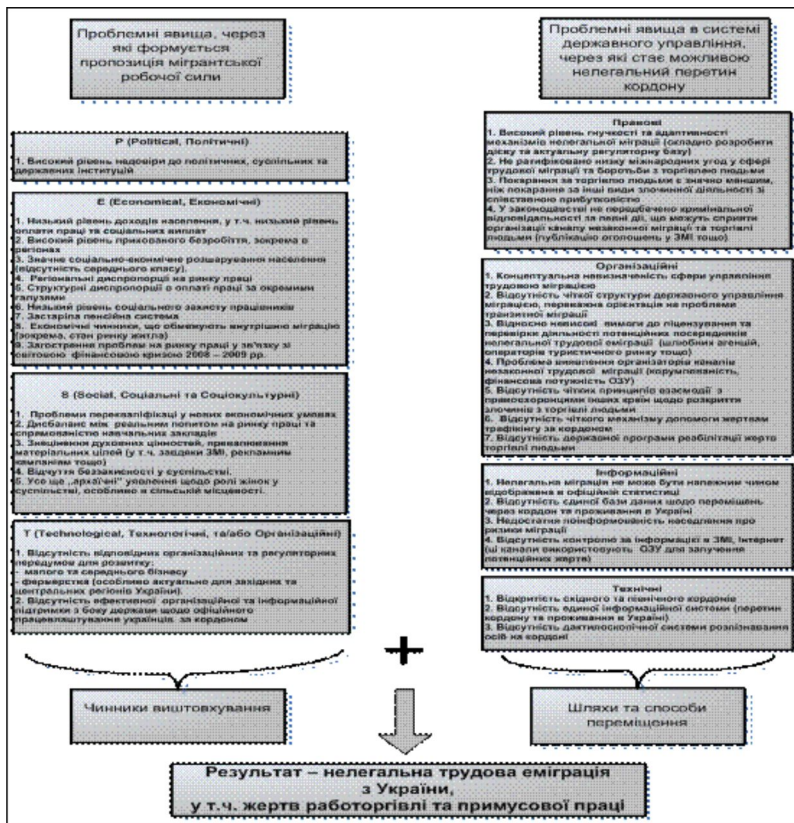 Проблемні явища, через
які формується
пропозиція мігрантської
робочої сили
P (Political, Політичні)
1. Високий рівень недовіри до політичних, суспільних та
державних інституцій
E (Economical, Економічні)
1. Низький рівень доходів населення, у т.ч. низький рівень
оплати праці та соціальних виплат
2. Високий рівень прихованого безробіття, зокрема в
регіонах
3. Значне соціально-економічне розшарування населення
(відсутність середнього класу).
4. Регіональні диспропорції на ринку праці
5. Структурні диспропорції в оплаті праці за окремими
галузями
6. Низький рівень соціального захисту працівників
7. Застаріла пенсійна система
8. Економічні чинники, що обмежують внутрішню міграцію
(зокрема, стан ринку житла)
9. Загострення проблем на ринку праці у зв'язку зі
світовою фінансовою кризою 2008 – 2009 рр.
S (Social, Соціальні та Соціокультурні)
1. Проблеми перекваліфікації у нових економічних умовах
2. Дисбаланс між реальним попитом на ринку праці та
спрямованістю навчальних закладів
3. Знецінення духовних цінностей, превалювання
матеріальних цілей (у т.ч. завдяки ЗМІ, рекламним
кампаніям тощо)
4. Відчуття беззахисності у суспільстві.
5. Усе ще „архаїчні” уявлення щодо ролі жінок у
суспільстві, особливо в сільській місцевості.
T (Technological, Технологічні, та/або Організаційні)
1. Відсутність відповідних організаційних та регуляторних
передумов для розвитку:
- малого та середнього бізнесу
- фермерства (особливо актуально для західних та
центральних регіонів України).
2. Відсутність ефективної організаційної та інформаційної
підтримки з боку держави щодо офіційного
працевлаштування українців за кордоном
Чинники виштовхування
Проблемні явища в системі
державного управління,
через які стає можливою
нелегальний перетин
кордону
Правові
1. Високий рівень гнучкості та адаптивності
механізмів нелегальної міграції (складно розробити
дієву та актуальну регуляторну базу)
2. Не ратифіковано низку міжнародних угод у сфері
трудової міграції та боротьби з торгівлею людьми
3. Покарання за торгівлю людьми є значно меншим,
ніж покарання за інші види злочинної діяльності зі
співставною прибутковістю
4. У законодавстві не передбачено кримінальної
відповідальності за певні дії, що можуть сприяти
організації каналу незаконної міграції та торгівлі
людьми (публікацію оголошень у ЗМІ тощо)
Організаційні
1. Концептуальна невизначеність сфери управління
трудовою міграцією
2. Відсутність чіткої структури державного управління
міграцією, переважна орієнтація на проблеми
транзитної міграції
3. Відносно невисокі вимоги до ліцензування та
перевірки діяльності потенційних посередників
нелегальної трудової еміграції (шлюбних агенцій,
операторів туристичного ринку тощо)
4. Проблема виявлення організаторів каналів
незаконної трудової міграції (корумпованість,
фінансова потужність ОЗУ)
5. Відсутність чітких принципів взаємодії з
правоохоронцями інших країн щодо розкриття
злочинів з торгівлі людьми
6. Відсутність чіткого механізму допомоги жертвам
трафікінгу за кордоном
7. Відсутність державної програми реабілітації жертв
торгівлі людьми
Інформаційні
1. Нелегальна міграція не може бути належним чином
відображена в офіційній статистиці
2. Відсутність єдиної бази даних щодо переміщень
через кордон та проживання в Україні
3. Недостатня поінформованість населення про
ризики міграції
4. Відсутність контролю за інформацією в ЗМІ, Інтернет
(ці канали використовують ОЗУ для залучення
потенційних жертв)
Технічні
1. Відкритість східного та північного кордонів
2. Відсутність єдиної інформаційної системи (перетин
кордону та проживання в Україні)
3. Відсутність дактилоскопічної системи розпізнавання
осіб на кордоні
Шляхи та способи
переміщення
+
Результат – нелегальна трудова еміграція
з України,
у т.ч. жертв работоргівлі та примусової праці